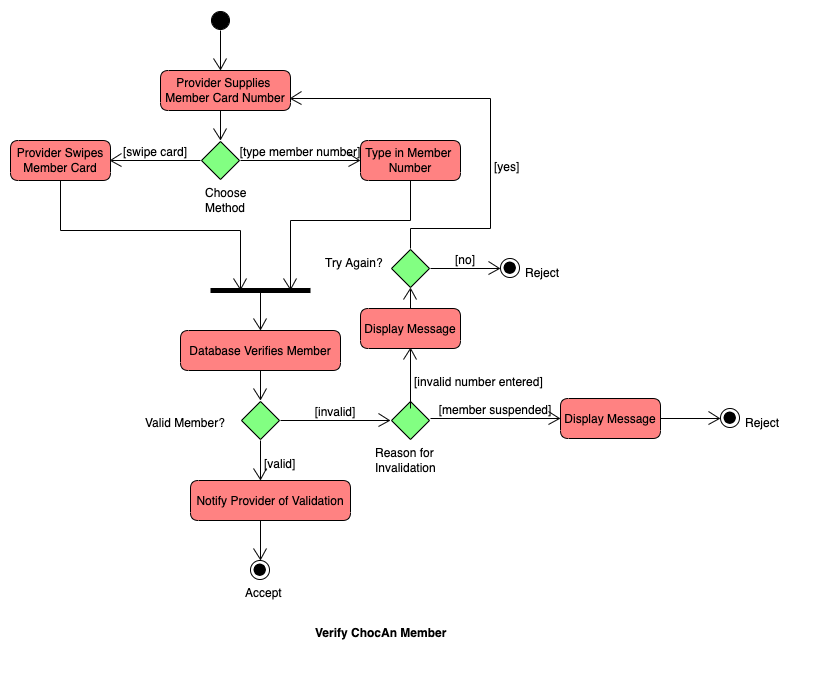 Provider Supplies
Member Card Number
Provider Swipes
Member Card
[swipe card]
[type member number]
Type in Member
Number
Choose
Method
[yes]
Try Again?
[no]
Reject
Display Message
Database Verifies Member
[invalid number entered]
Valid Member?
[invalid]
[member suspended]
Display Message
Reject
Reason for
Invalidation
[valid]
Notify Provider of Validation
Accept
Verify ChocAn Member